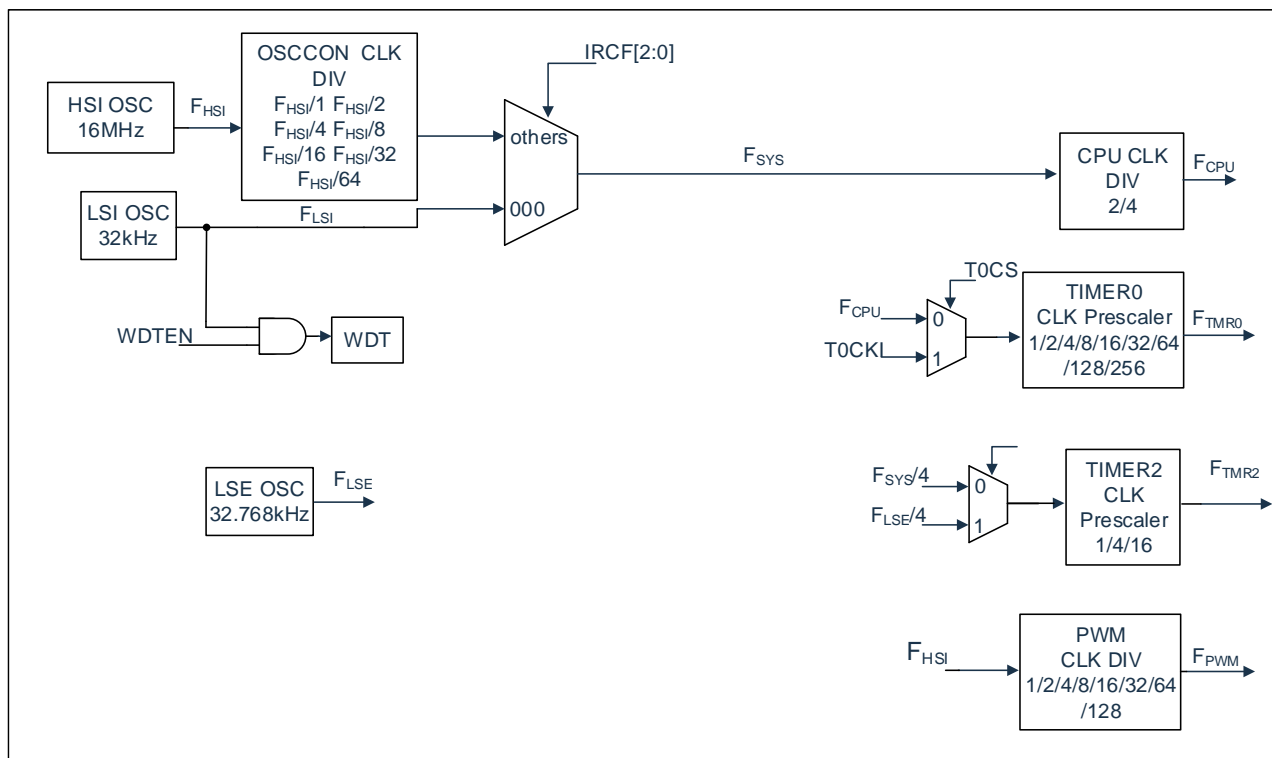 OSCCON CLK
DIV
FHSI/1 FHSI/2
FHSI/4 FHSI/8
FHSI/16 FHSI/32
FHSI/64
IRCF[2:0]
HSI OSC
16MHz
FHSI
others
000
FSYS
CPU CLK
DIV
2/4
FCPU
LSI OSC
32kHz
FLSI
WDTEN
WDT
T0CS
FCPU
T0CKI
0
1
TIMER0
CLK Prescaler
1/2/4/8/16/32/64
/128/256
FTMR0
LSE OSC
32.768kHz
FLSE
FSYS/4
FLSE/4
0
1
TIMER2
CLK
Prescaler
1/4/16
FTMR2
FHSI
PWM
CLK DIV
1/2/4/8/16/32/64
/128
FPWM